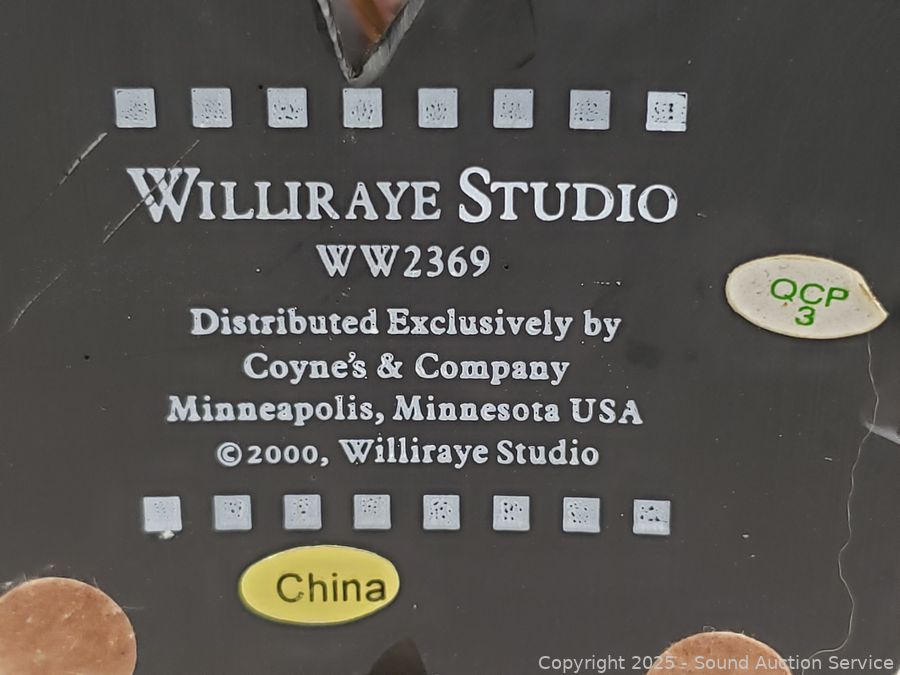 WILLIRAYE STUDIO
WW2369
QCP
3
Distributed Exclusively by
Coyne's & Company
Minneapolis, Minnesota USA
©2000, Williraye Studio
China
Copyright 2025 - Sound Auction Service